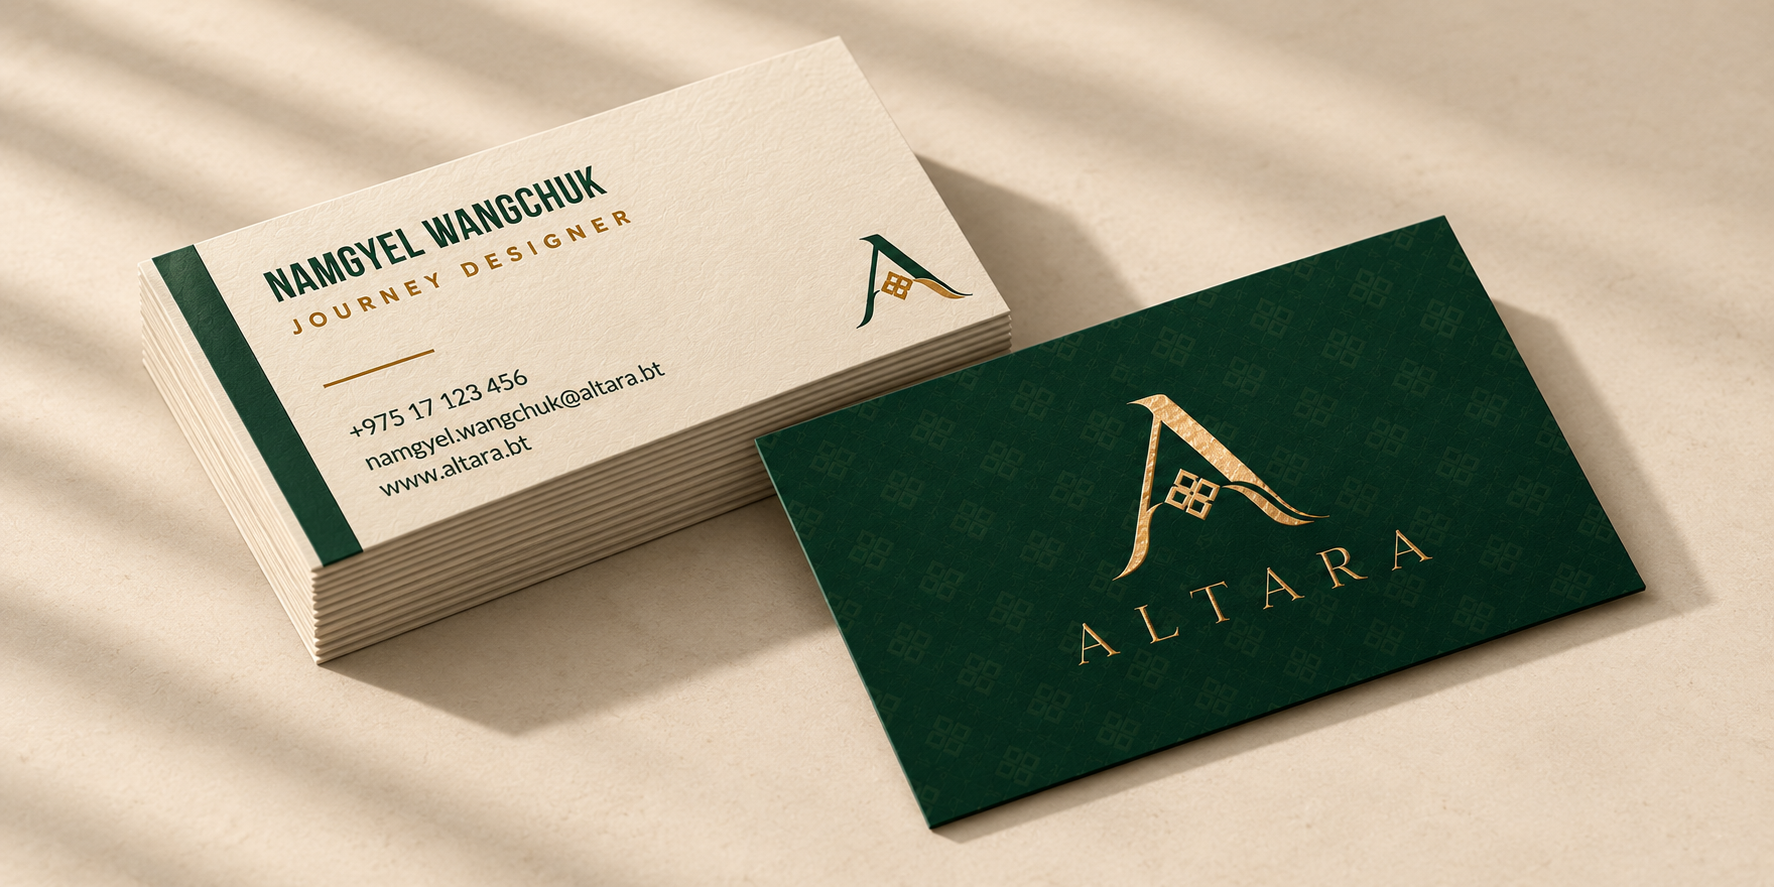 NAMGYEL WANGCHUK
JOURNEY DESIGNER
+975 17 123 456
namgyel.wangchuk@altara.bt
www.altara.bt
A
A
ALTARA